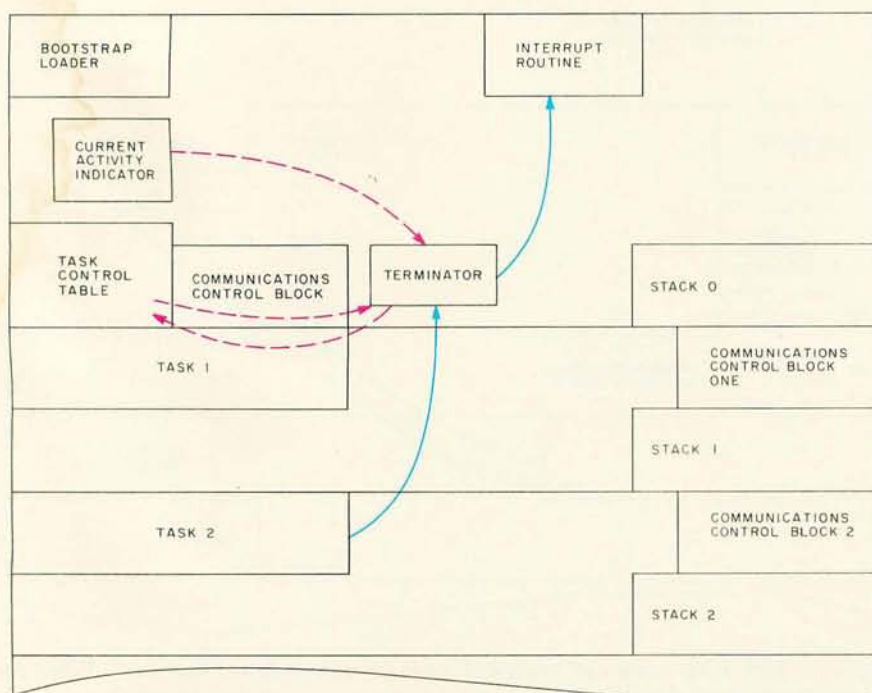 BOOTSTRAP
LOADER
INTERRUPT
ROUTINE
CURRENT
ACTIVITY
INDICATOR
TASK
CONTROL
TABLE
COMMUNICATIONS
CONTROL BLOCK
TERMINATOR
STACK 0
TASK 1
COMMUNICATIONS
CONTROL BLOCK
ONE
STACK 1
TASK 2
COMMUNICATIONS
CONTROL BLOCK 2
STACK 2